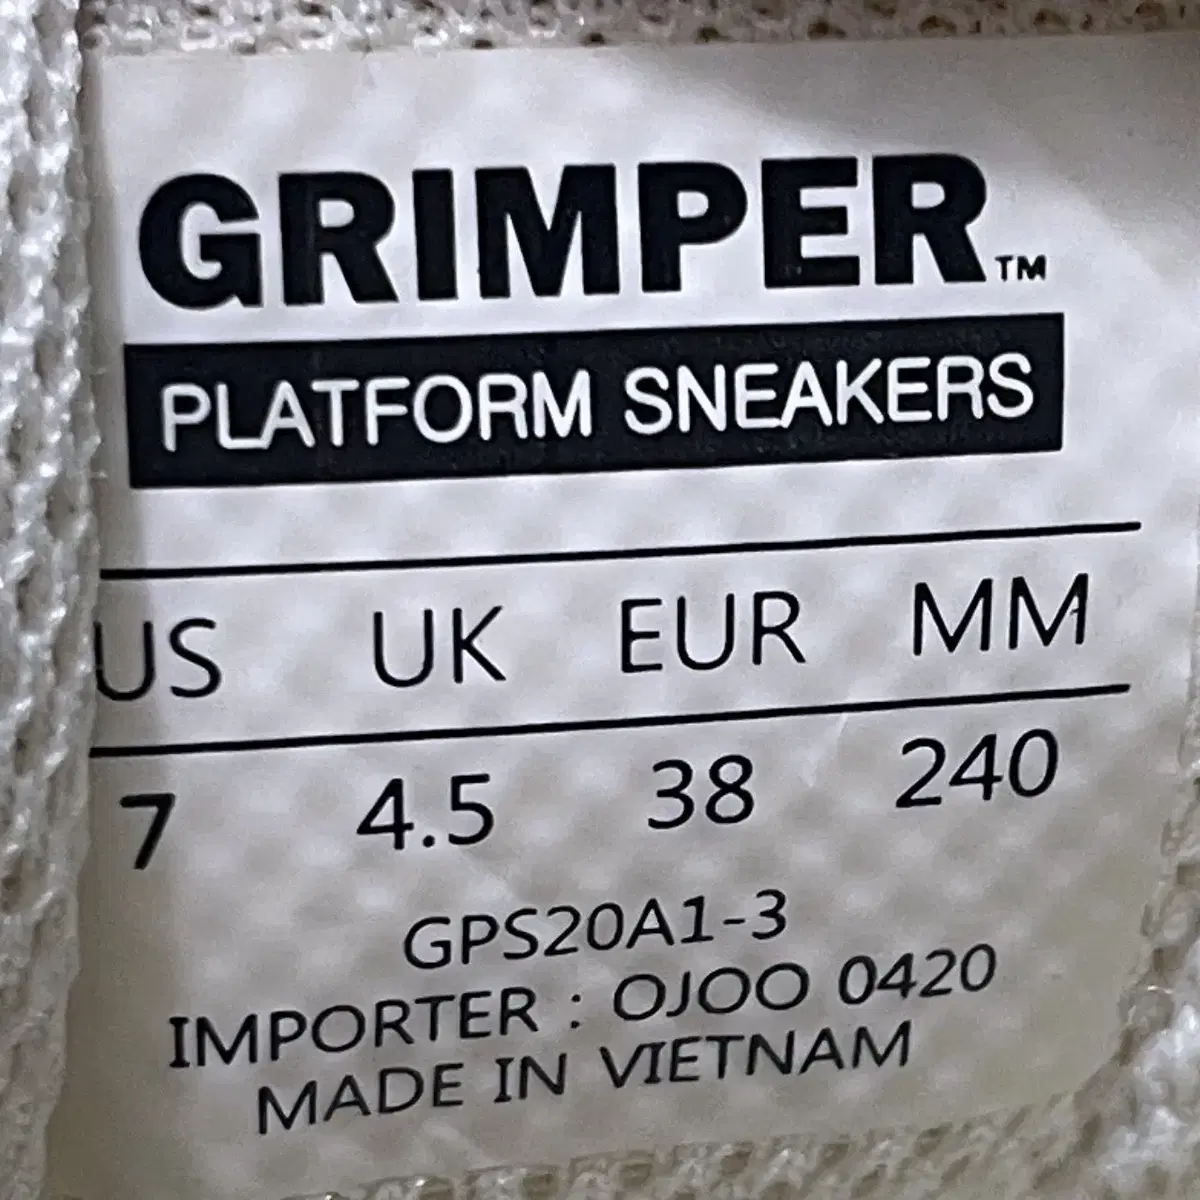 GRIMPER™
PLATFORM SNEAKERS
US UK EUR MM
7 4.5 38 240
GPS20A1-3
IMPORTER : OJOO 0420
MADE IN VIETNAM